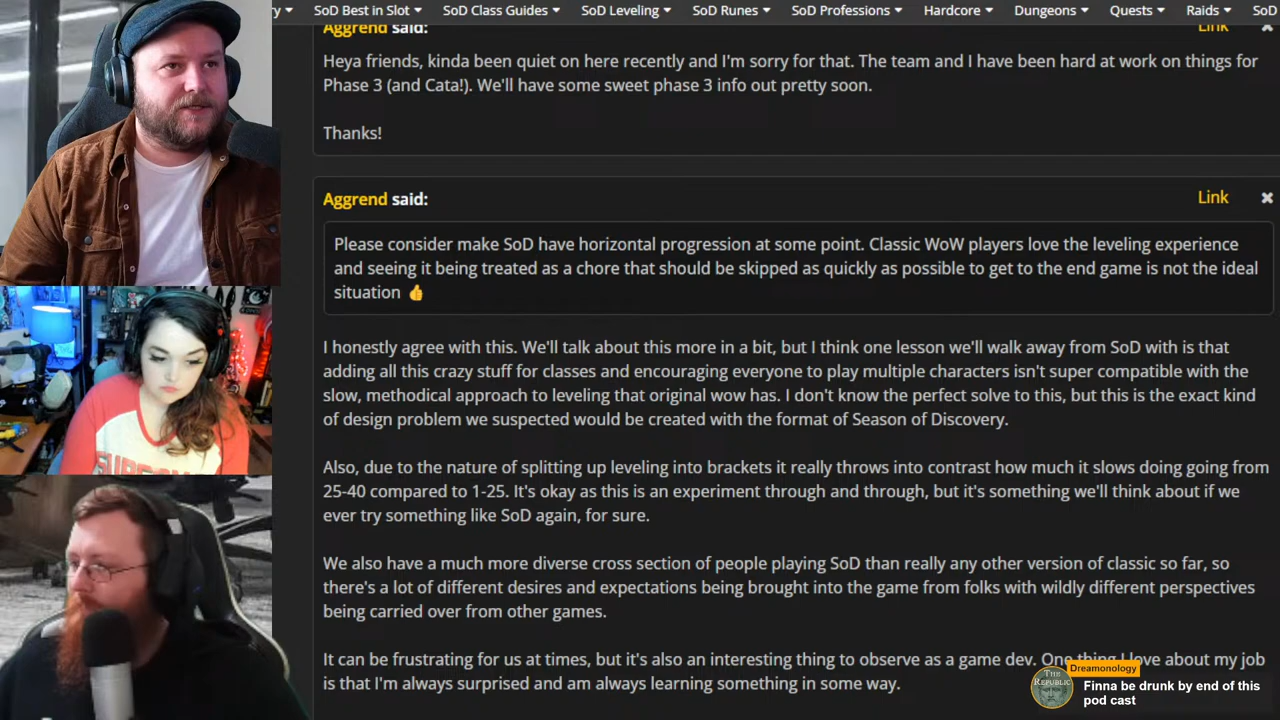 SoD Best in Slot SoD Class Guides SoD Leveling SoD Runes SoD Professions Hardcore Dungeons Quests Raids SoD
Aggrend said: Link
Heya friends, kinda been quiet on here recently and I'm sorry for that. The team and I have been hard at work on things for
Phase 3 (and Cata!). We'll have some sweet phase 3 info out pretty soon.
Thanks!
Aggrend said: Link
Please consider make SoD have horizontal progression at some point. Classic WoW players love the leveling experience
and seeing it being treated as a chore that should be skipped as quickly as possible to get to the end game is not the ideal
situation 👍
I honestly agree with this. We'll talk about this more in a bit, but I think one lesson we'll walk away from SoD with is that
adding all this crazy stuff for classes and encouraging everyone to play multiple characters isn't super compatible with the
slow, methodical approach to leveling that original wow has. I don't know the perfect solve to this, but this is the exact kind
of design problem we suspected would be created with the format of Season of Discovery.
Also, due to the nature of splitting up leveling into brackets it really throws into contrast how much it slows doing going from
25-40 compared to 1-25. It's okay as this is an experiment through and through, but it's something we'll think about if we
ever try something like SoD again, for sure.
We also have a much more diverse cross section of people playing SoD than really any other version of classic so far, so
there's a lot of different desires and expectations being brought into the game from folks with wildly different perspectives
being carried over from other games.
It can be frustrating for us at times, but it's also an interesting thing to observe as a game dev. One thing I love about my job
is that I'm always surprised and am always learning something in some way.
THE
REPUBLIC
Dreamonology
Finna be drunk by end of this
pod cast